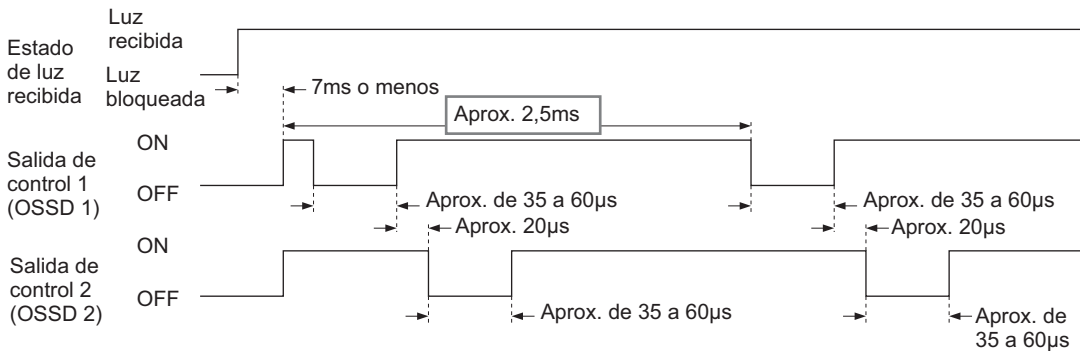 Estado
de luz
recibida
Luz
recibida
Luz
bloqueada
7ms o menos
Aprox. 2,5ms
Salida de
control 1
(OSSD 1)
ON
OFF
Aprox. de 35 a 60µs
Aprox. de 35 a 60µs
Aprox. 20µs
Aprox. 20µs
Salida de
control 2
(OSSD 2)
ON
OFF
Aprox. de 35 a 60µs
Aprox. de
35 a 60µs